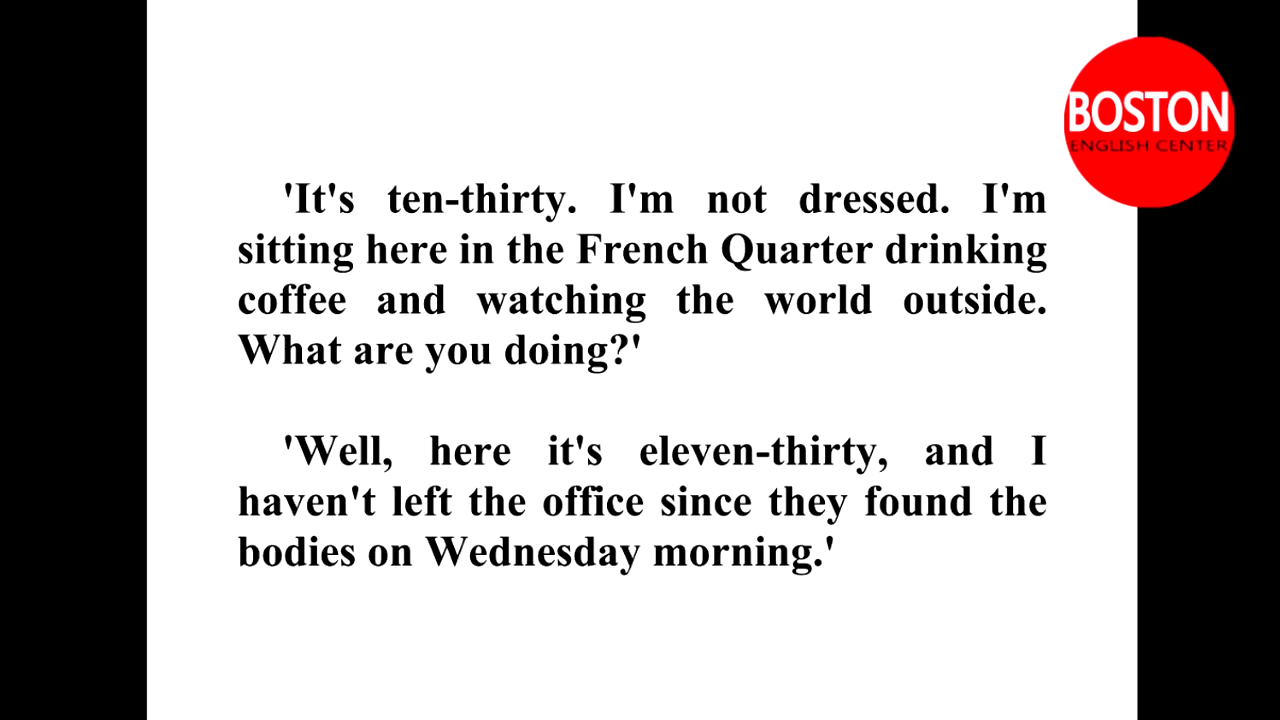 BOSTON
ENGLISH CENTER
'It's ten-thirty. I'm not dressed. I'm
sitting here in the French Quarter drinking
coffee and watching the world outside.
What are you doing?'
'Well, here it's eleven-thirty, and I
haven't left the office since they found the
bodies on Wednesday morning.'